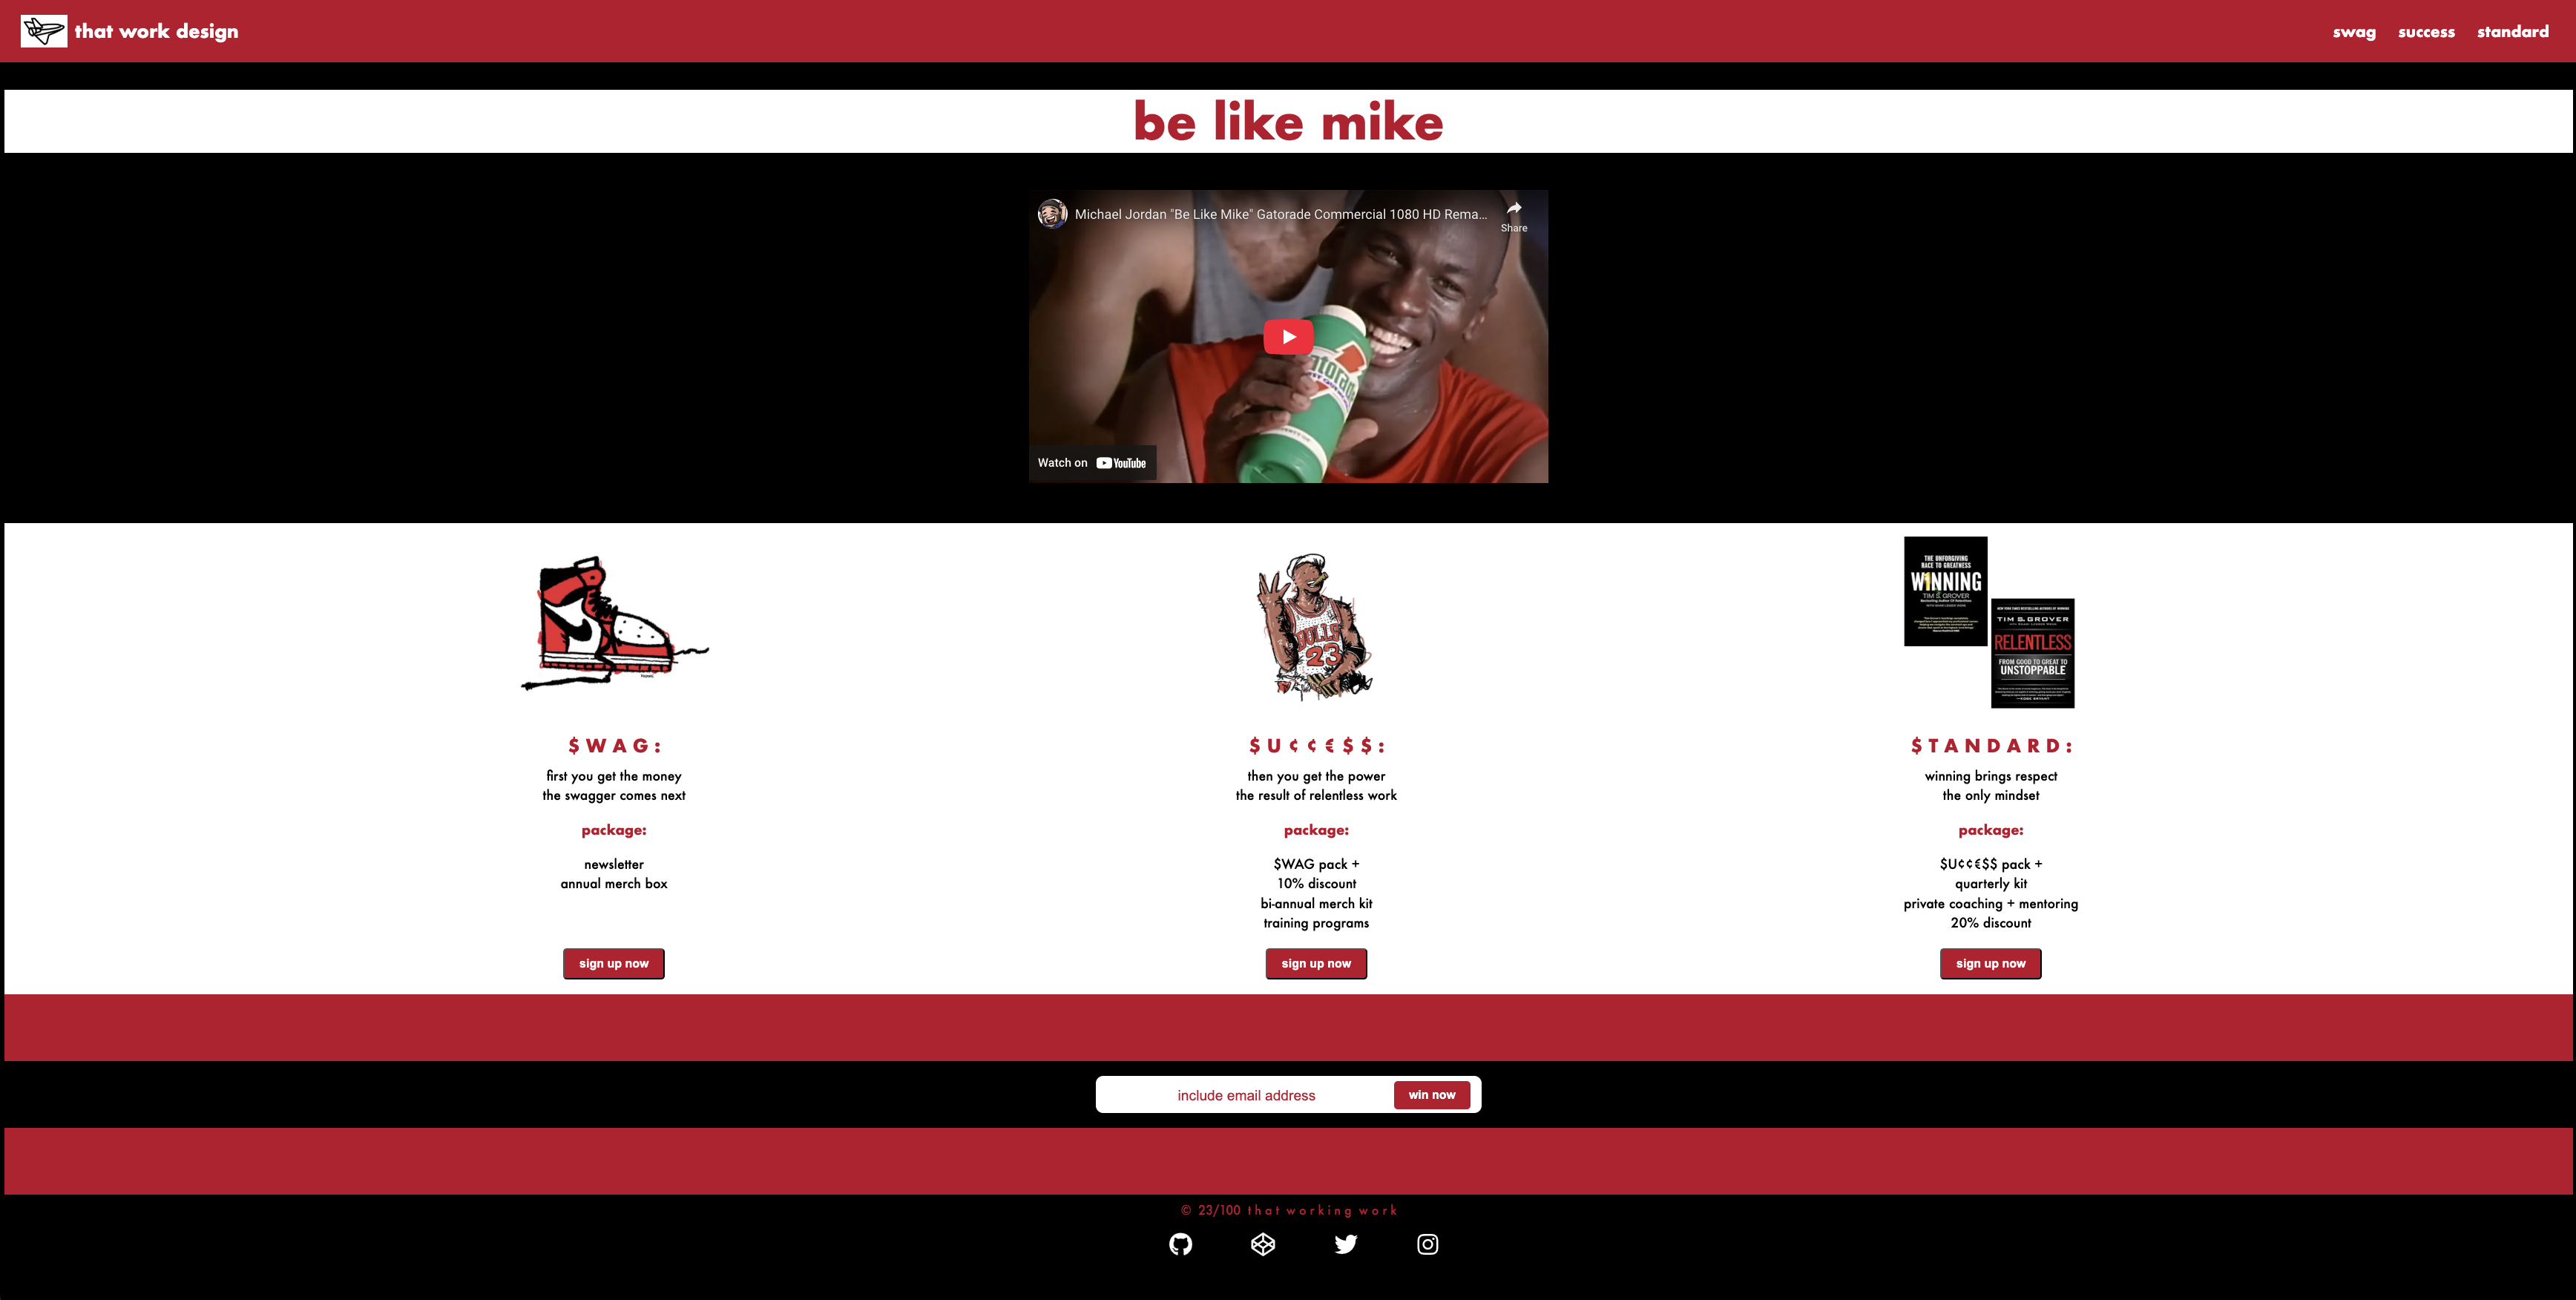 that work design
swag success standard
be like mike
Michael Jordan "Be Like Mike" Gatorade Commercial 1080 HD Rema...
Share
Watch on YouTube
THE UNFORGIVING
RACE TO GREATNESS
WINNING
TIM S. GROVER
TIM S. GROVER
RELENTLESS
FROM GOOD TO GREAT TO
UNSTOPPABLE
BULLS
23
$WAG:
first you get the money
the swagger comes next
package:
newsletter
annual merch box
sign up now
$U¢¢€$$:
then you get the power
the result of relentless work
package:
$WAG pack +
10% discount
bi-annual merch kit
training programs
sign up now
$TANDARD:
winning brings respect
the only mindset
package:
$U¢¢€$$ pack +
quarterly kit
private coaching + mentoring
20% discount
sign up now
include email address
win now
© 23/100 that working work